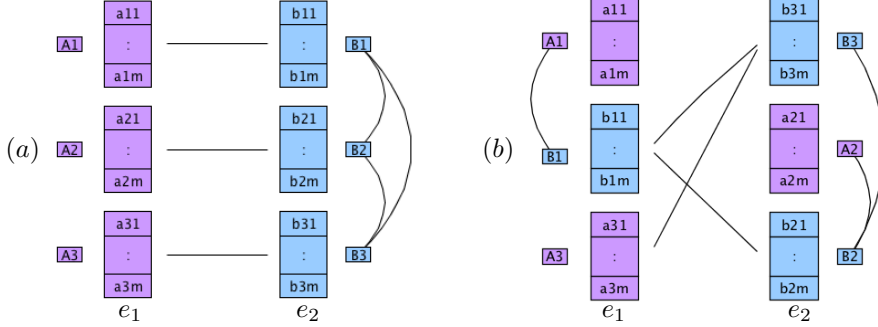 a11 b11 a11 b31
A1 : : B1 A1 : : B3
a1m b1m a1m b3m
a21 b21 b11 a21
(a) A2 : : B2 (b) B1 : : A2
a2m b2m b1m a2m
a31 b31 a31 b21
A3 : : B3 A3 : : B2
a3m b3m a3m b2m
e1 e2 e1 e2